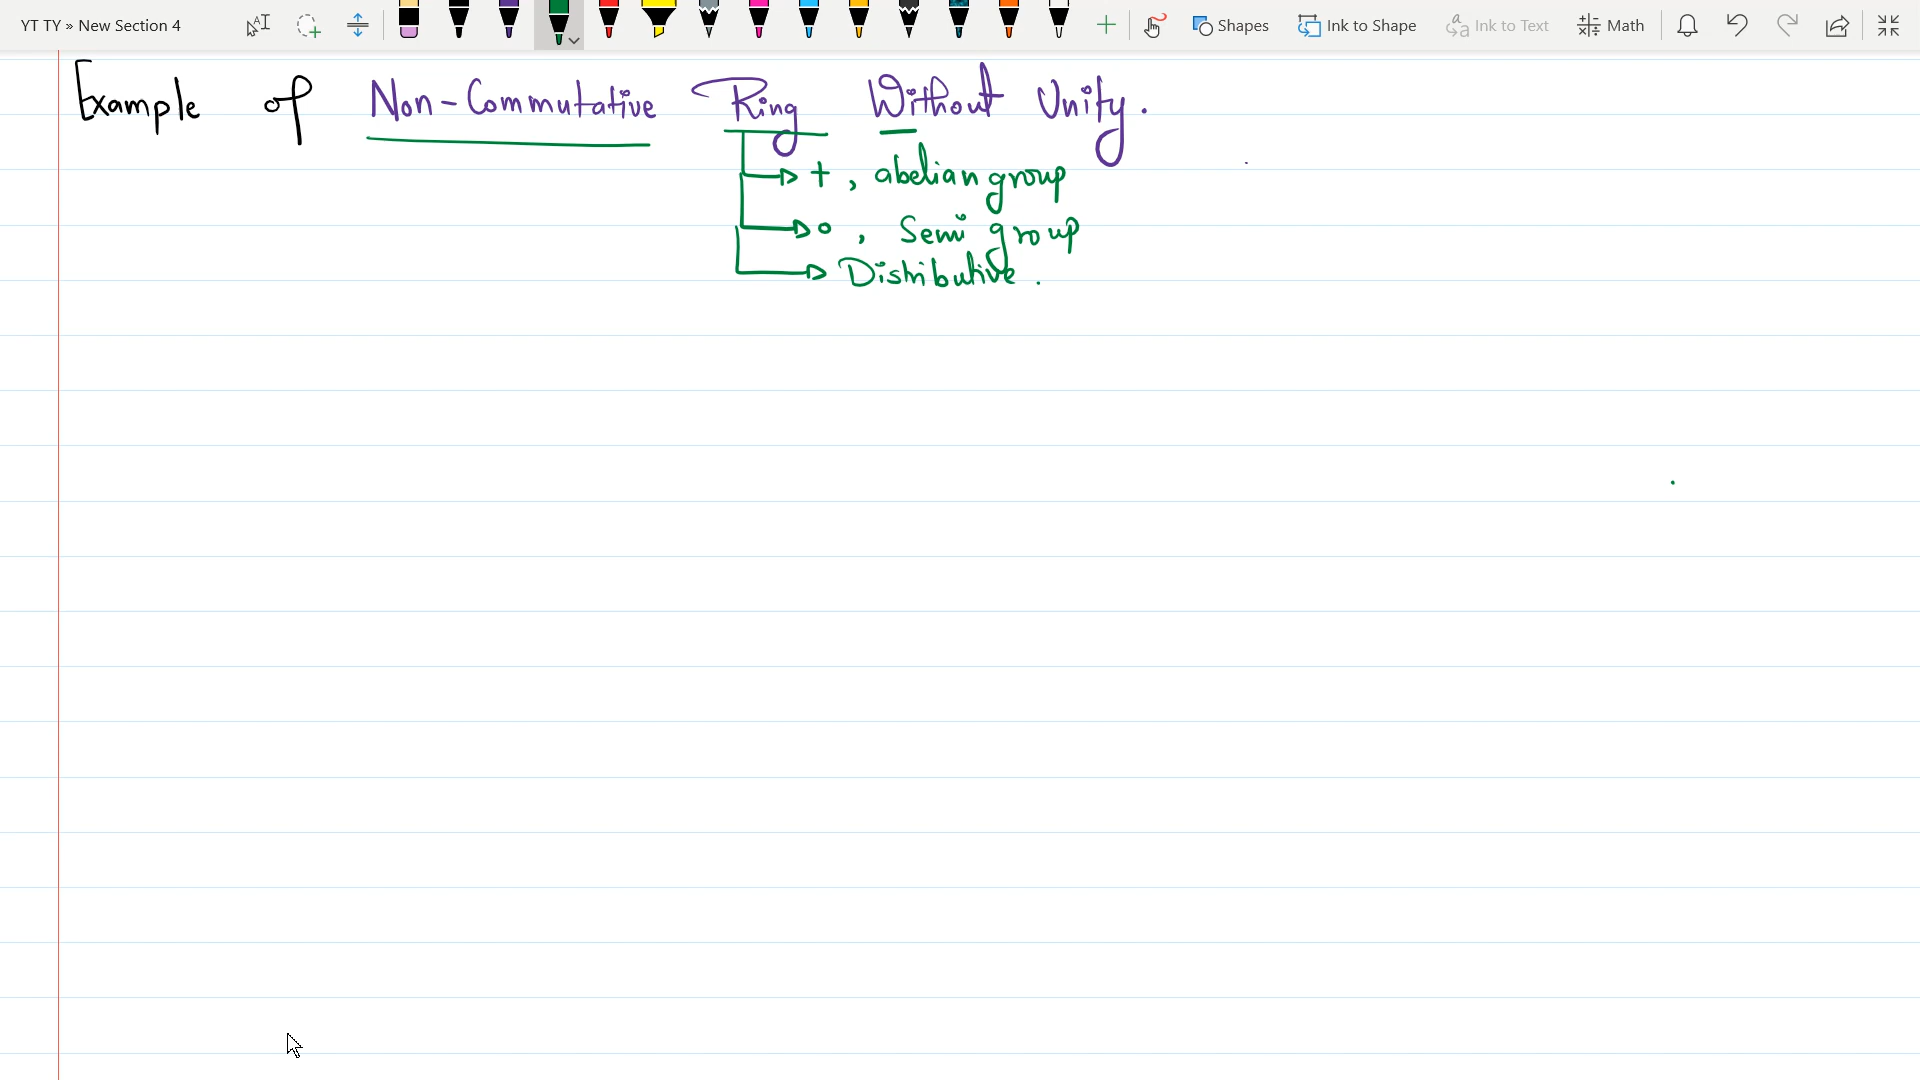 YT TY » New Section 4 Shapes Ink to Shape Ink to Text Math
Example of Non-Commutative Ring Without Unity.
+ , abelian group
∘ , Semi group
Distributive.